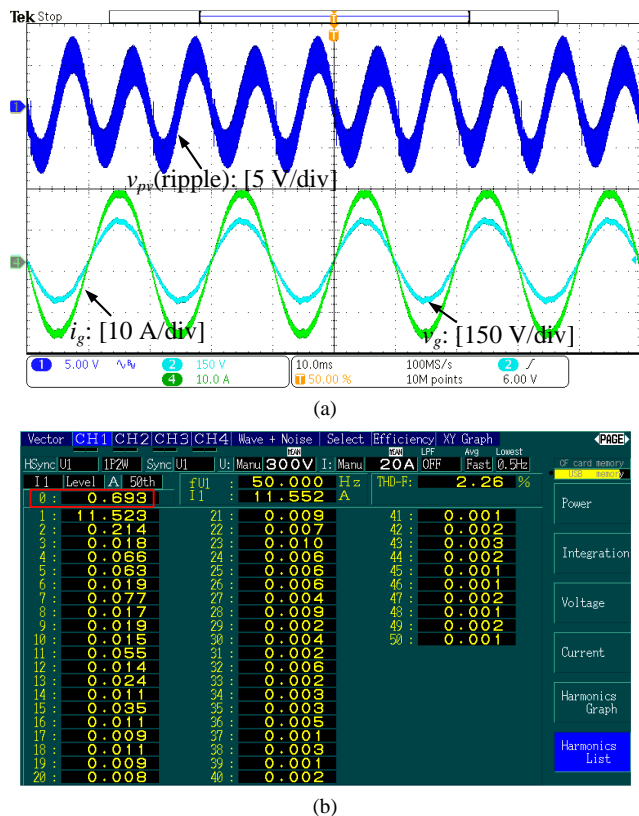 Tek Stop
T
T
1
v_pv(ripple): [5 V/div]
4
i_g: [10 A/div]
v_g: [150 V/div]
1 5.00 V ∿ BW 2 150 V 10.0ms 100MS/s 2 ∫
4 10.0 A T 50.00 % 10M points 6.00 V
(a)
Vector CH1 CH2 CH3 CH4 Wave + Noise Select Efficiency XY Graph PAGE
MEAN MEAN LPF Avg Lowest
HSync U1 1P2W Sync U1 U: Manu 300V I: Manu 20A OFF Fast 0.5Hz
CF card memory
USB memory
I1 Level A 50th fU1 : 50.000 Hz THD-F: 2.26 %
0 : 0.693 I1 : 11.552 A
1 : 11.523 21 : 0.009 41 : 0.001
2 : 0.214 22 : 0.007 42 : 0.002
3 : 0.018 23 : 0.010 43 : 0.003
4 : 0.066 24 : 0.006 44 : 0.002
5 : 0.063 25 : 0.006 45 : 0.001
6 : 0.019 26 : 0.006 46 : 0.001
7 : 0.077 27 : 0.004 47 : 0.002
8 : 0.017 28 : 0.009 48 : 0.001
9 : 0.019 29 : 0.002 49 : 0.002
10 : 0.015 30 : 0.004 50 : 0.001
11 : 0.055 31 : 0.002
12 : 0.014 32 : 0.006
13 : 0.024 33 : 0.002
14 : 0.011 34 : 0.003
15 : 0.035 35 : 0.003
16 : 0.011 36 : 0.005
17 : 0.009 37 : 0.001
18 : 0.011 38 : 0.003
19 : 0.009 39 : 0.001
20 : 0.008 40 : 0.002
Power
Integration
Voltage
Current
Harmonics
Graph
Harmonics
List
(b)